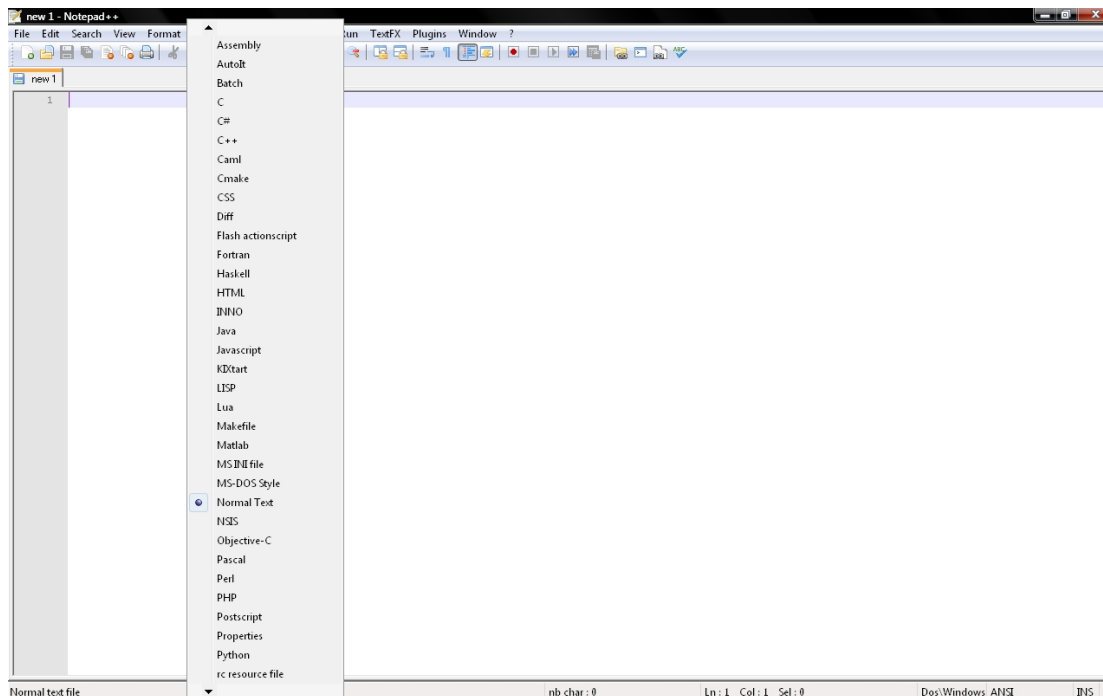 new 1 - Notepad++
File Edit Search View Format Run TextFX Plugins Window ?
new 1
1
Assembly
AutoIt
Batch
C
C#
C++
Caml
Cmake
CSS
Diff
Flash actionscript
Fortran
Haskell
HTML
INNO
Java
Javascript
KIXtart
LISP
Lua
Makefile
Matlab
MS INI file
MS-DOS Style
Normal Text
NSIS
Objective-C
Pascal
Perl
PHP
Postscript
Properties
Python
rc resource file
Normal text file nb char : 0 Ln : 1 Col : 1 Sel : 0 Dos\Windows ANSI INS